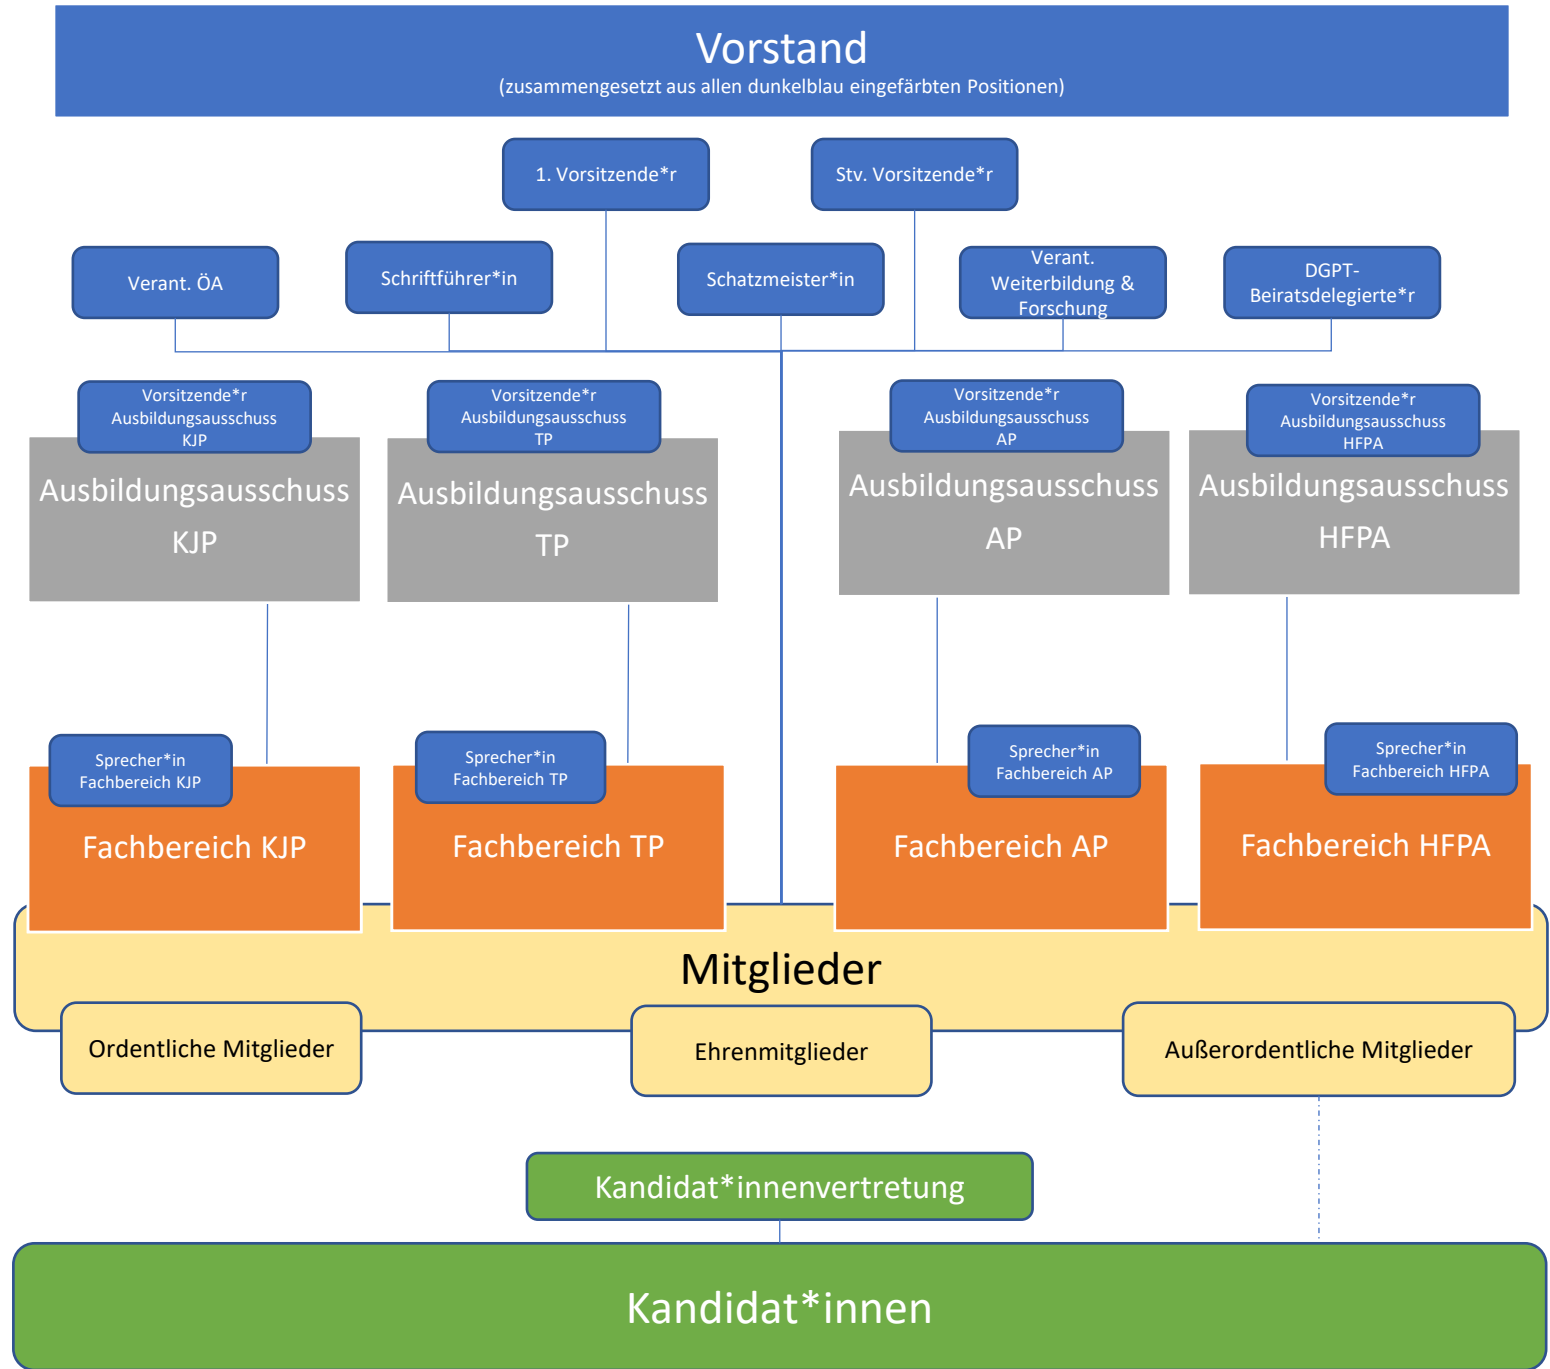 Vorstand
(zusammengesetzt aus allen dunkelblau eingefärbten Positionen)
1. Vorsitzende*r
Stv. Vorsitzende*r
Verant. ÖA
Schriftführer*in
Schatzmeister*in
Verant.
Weiterbildung &
Forschung
DGPT-
Beiratsdelegierte*r
Vorsitzende*r
Ausbildungsausschuss
KJP
Vorsitzende*r
Ausbildungsausschuss
TP
Vorsitzende*r
Ausbildungsausschuss
AP
Vorsitzende*r
Ausbildungsausschuss
HFPA
Ausbildungsausschuss
KJP
Ausbildungsausschuss
TP
Ausbildungsausschuss
AP
Ausbildungsausschuss
HFPA
Sprecher*in
Fachbereich KJP
Sprecher*in
Fachbereich TP
Sprecher*in
Fachbereich AP
Sprecher*in
Fachbereich HFPA
Fachbereich KJP
Fachbereich TP
Fachbereich AP
Fachbereich HFPA
Mitglieder
Ordentliche Mitglieder
Ehrenmitglieder
Außerordentliche Mitglieder
Kandidat*innenvertretung
Kandidat*innen